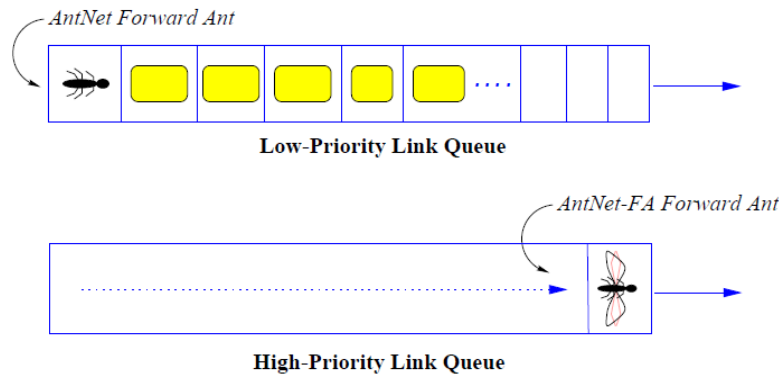 AntNet Forward Ant
Low-Priority Link Queue
AntNet-FA Forward Ant
High-Priority Link Queue